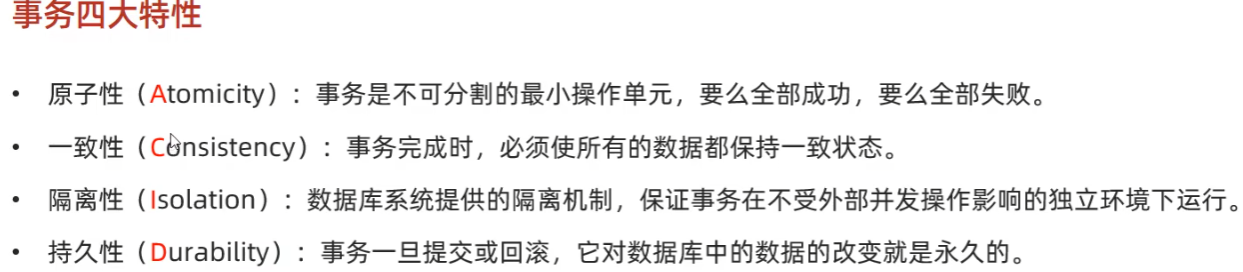 事务四大特性
• 原子性（Atomicity）：事务是不可分割的最小操作单元，要么全部成功，要么全部失败。
• 一致性（Consistency）：事务完成时，必须使所有的数据都保持一致状态。
• 隔离性（Isolation）：数据库系统提供的隔离机制，保证事务在不受外部并发操作影响的独立环境下运行。
• 持久性（Durability）：事务一旦提交或回滚，它对数据库中的数据的改变就是永久的。